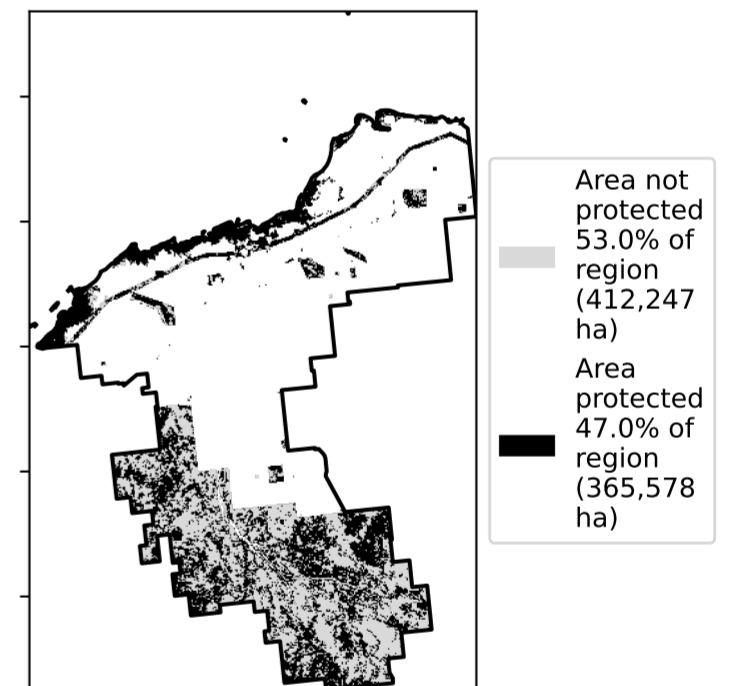 Area not
protected
53.0% of
region
(412,247
ha)
Area
protected
47.0% of
region
(365,578
ha)